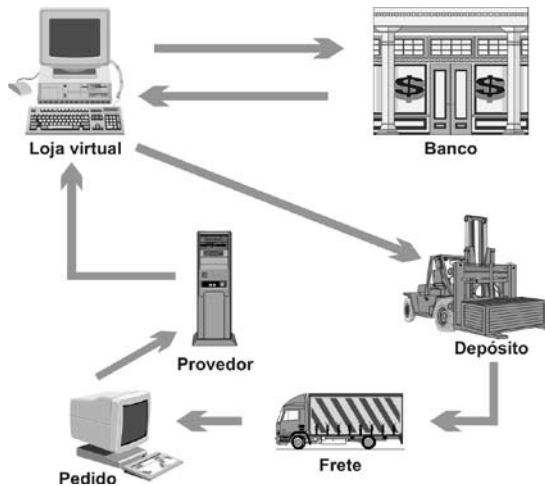 Loja virtual
$
$
Banco
Provedor
Depósito
Pedido
Frete